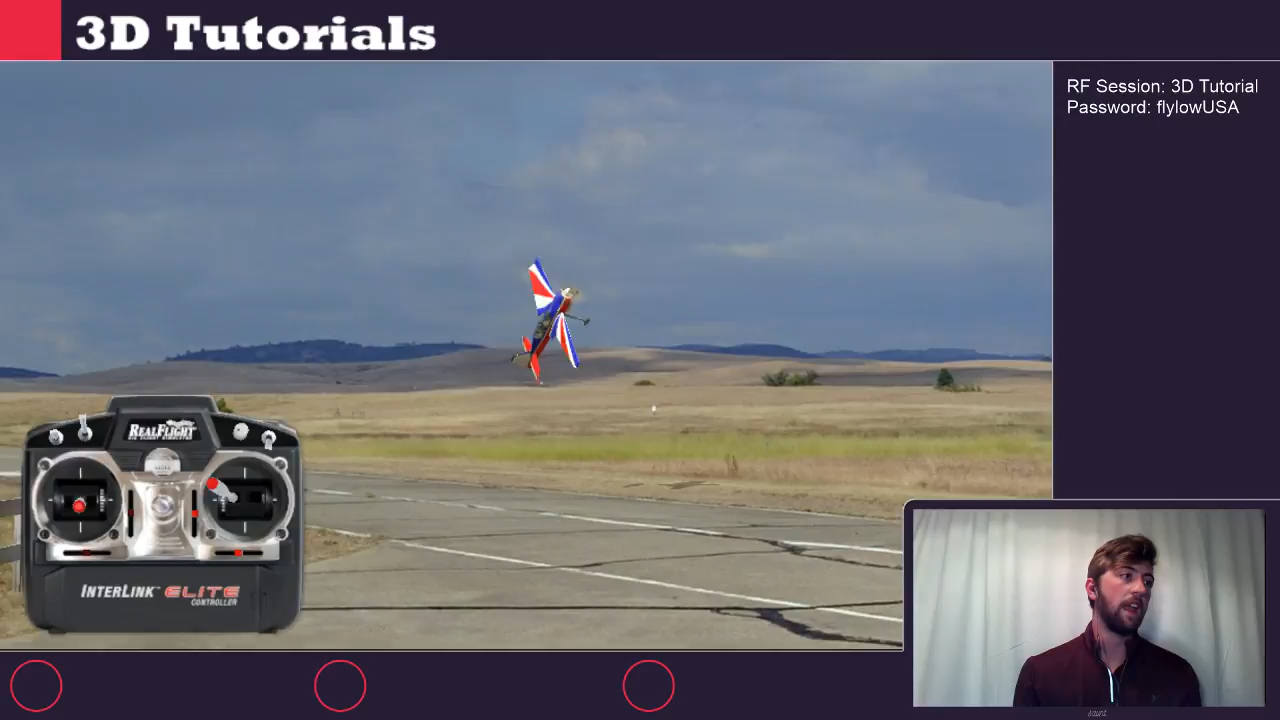 3D Tutorials
RF Session: 3D Tutorial
Password: flylowUSA
REALFLIGHT
INTERLINK ELITE
CONTROLLER